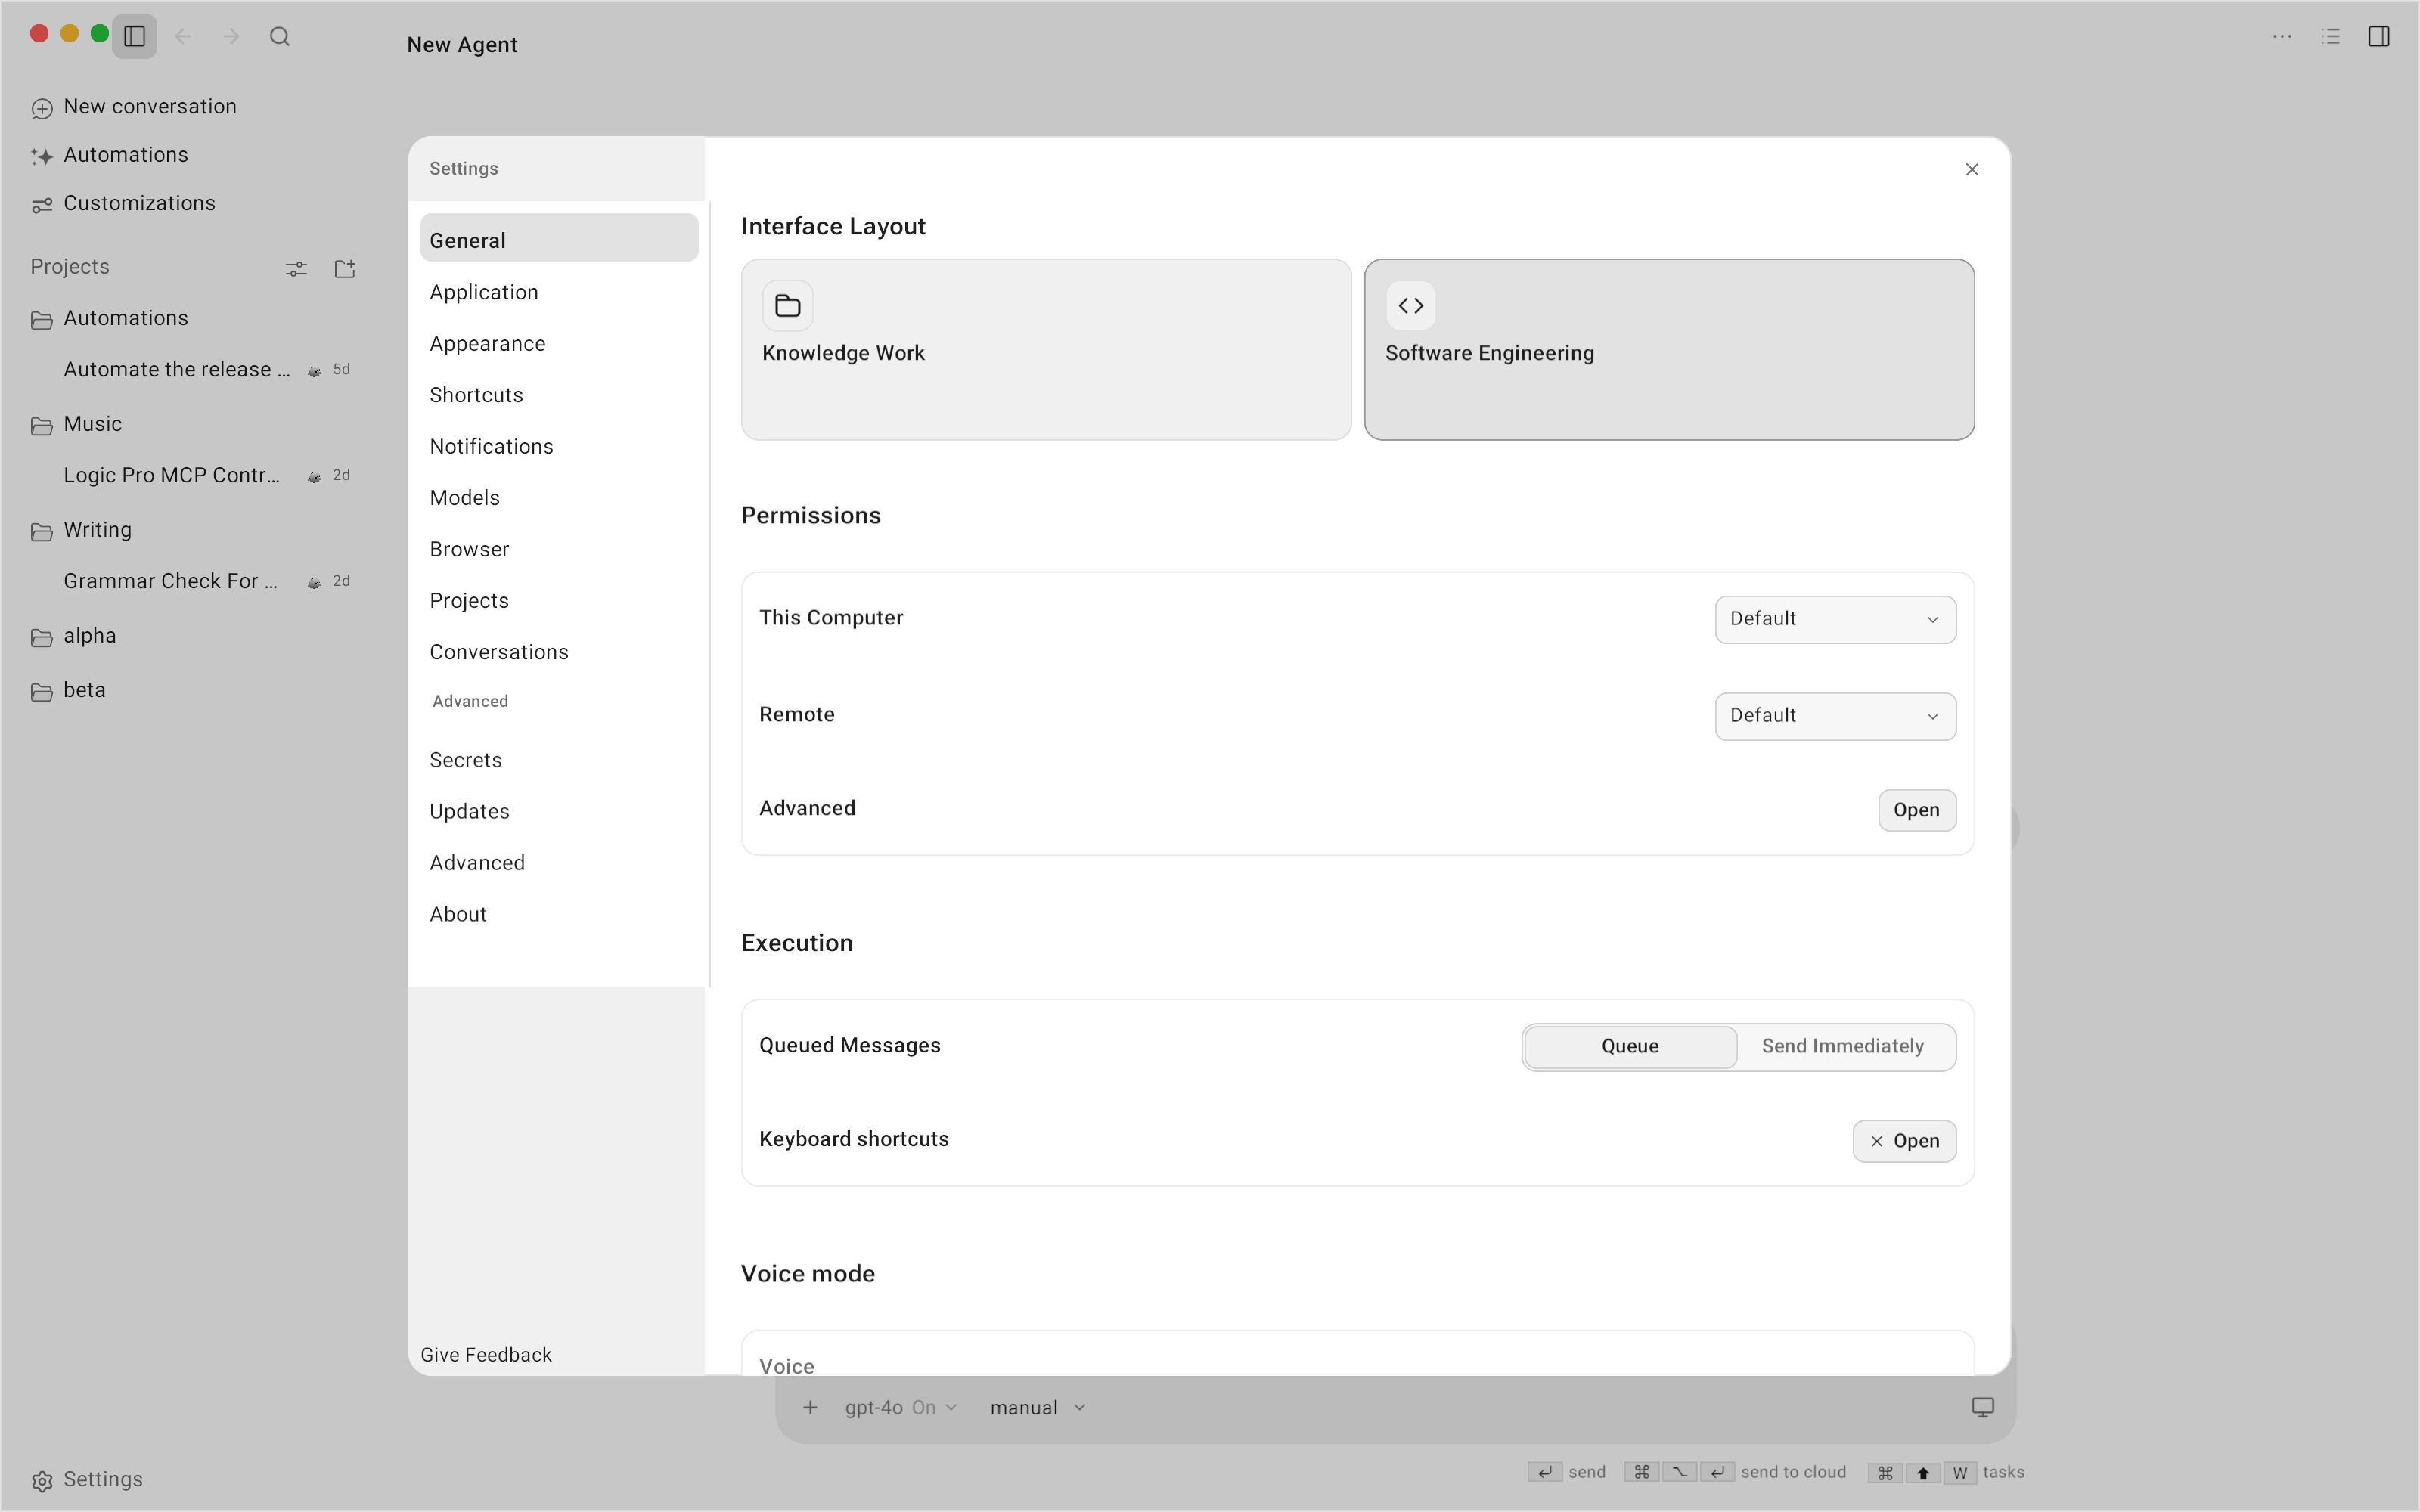 New Agent
New conversation
Automations
Customizations
Projects
Automations
Automate the release ... 5d
Music
Logic Pro MCP Contr... 2d
Writing
Grammar Check For ... 2d
alpha
beta
Settings
Settings
General
Application
Appearance
Shortcuts
Notifications
Models
Browser
Projects
Conversations
Advanced
Secrets
Updates
Advanced
About
Give Feedback
Interface Layout
Knowledge Work
Software Engineering
Permissions
This Computer Default
Remote Default
Advanced Open
Execution
Queued Messages Queue Send Immediately
Keyboard shortcuts Open
Voice mode
Voice
gpt-4o On manual
send ⌘ ⌥ send to cloud ⌘ W tasks